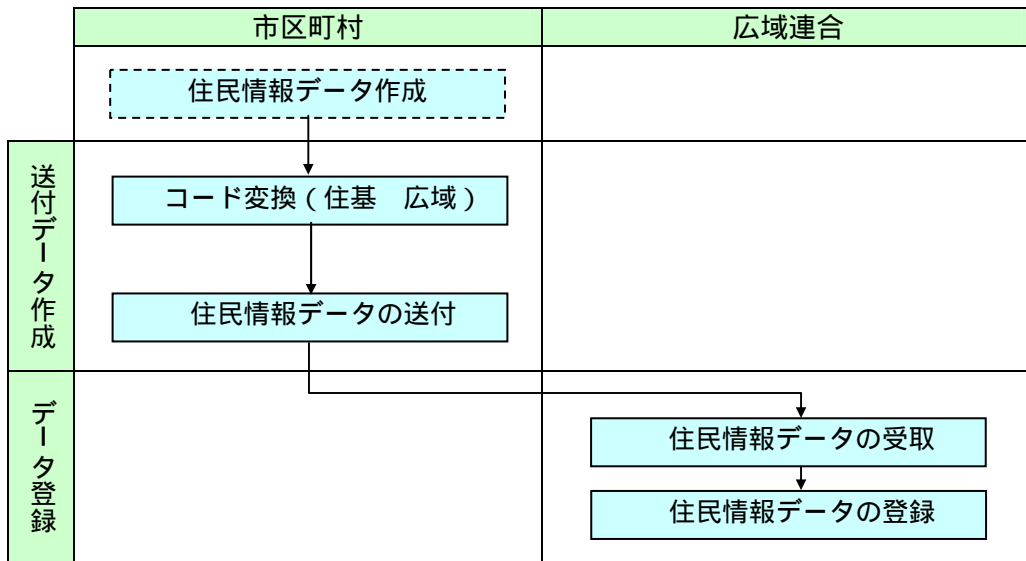 市区町村
広域連合
住民情報データ作成
送付データ作成
コード変換(住基　広域)
住民情報データの送付
データ登録
住民情報データの受取
住民情報データの登録